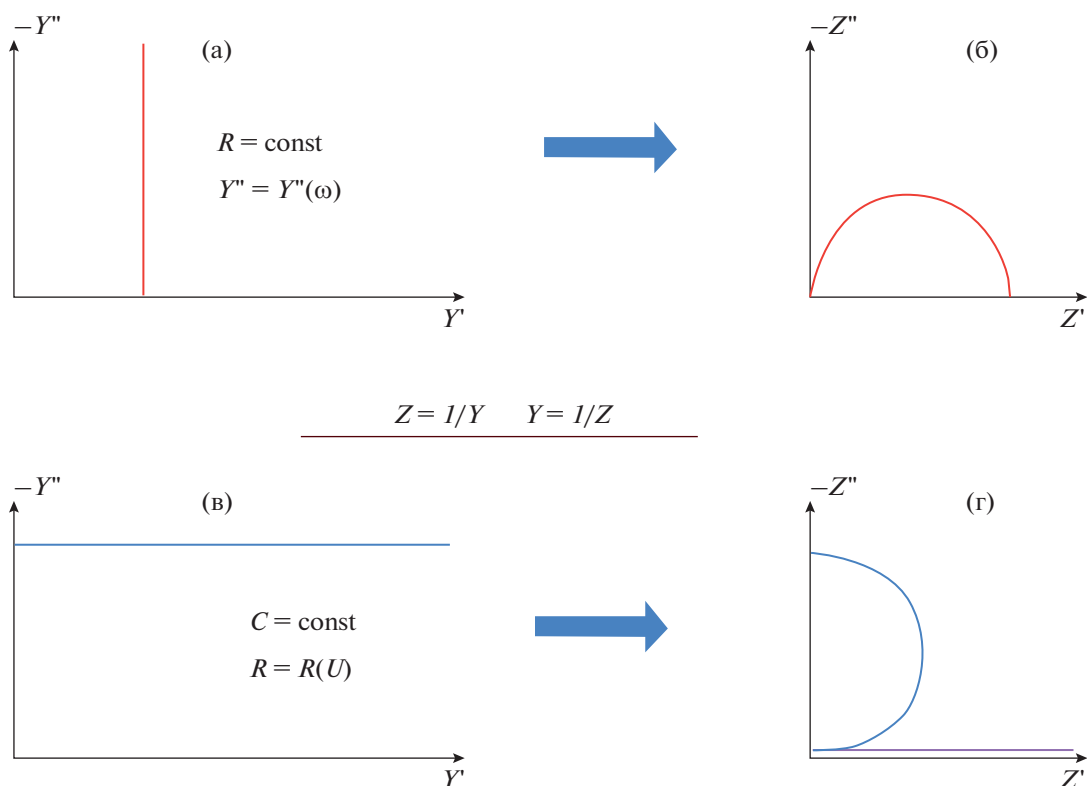 –Y"
(а)
R = const
Y" = Y"(ω)
Y'
–Z"
(б)
Z'
Z = 1/Y Y = 1/Z
–Y"
(в)
C = const
R = R(U)
Y'
–Z"
(г)
Z'